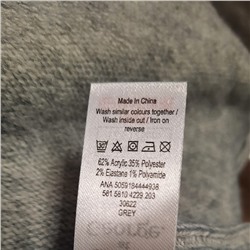 Made In China
Wash similar colours together /
Wash inside out / Iron on
reverse
62% Acrylic 35% Polyester
2% Elastane 1% Polyamide
ANA 5059184444938
561 5610 4229 203
30622
GREY